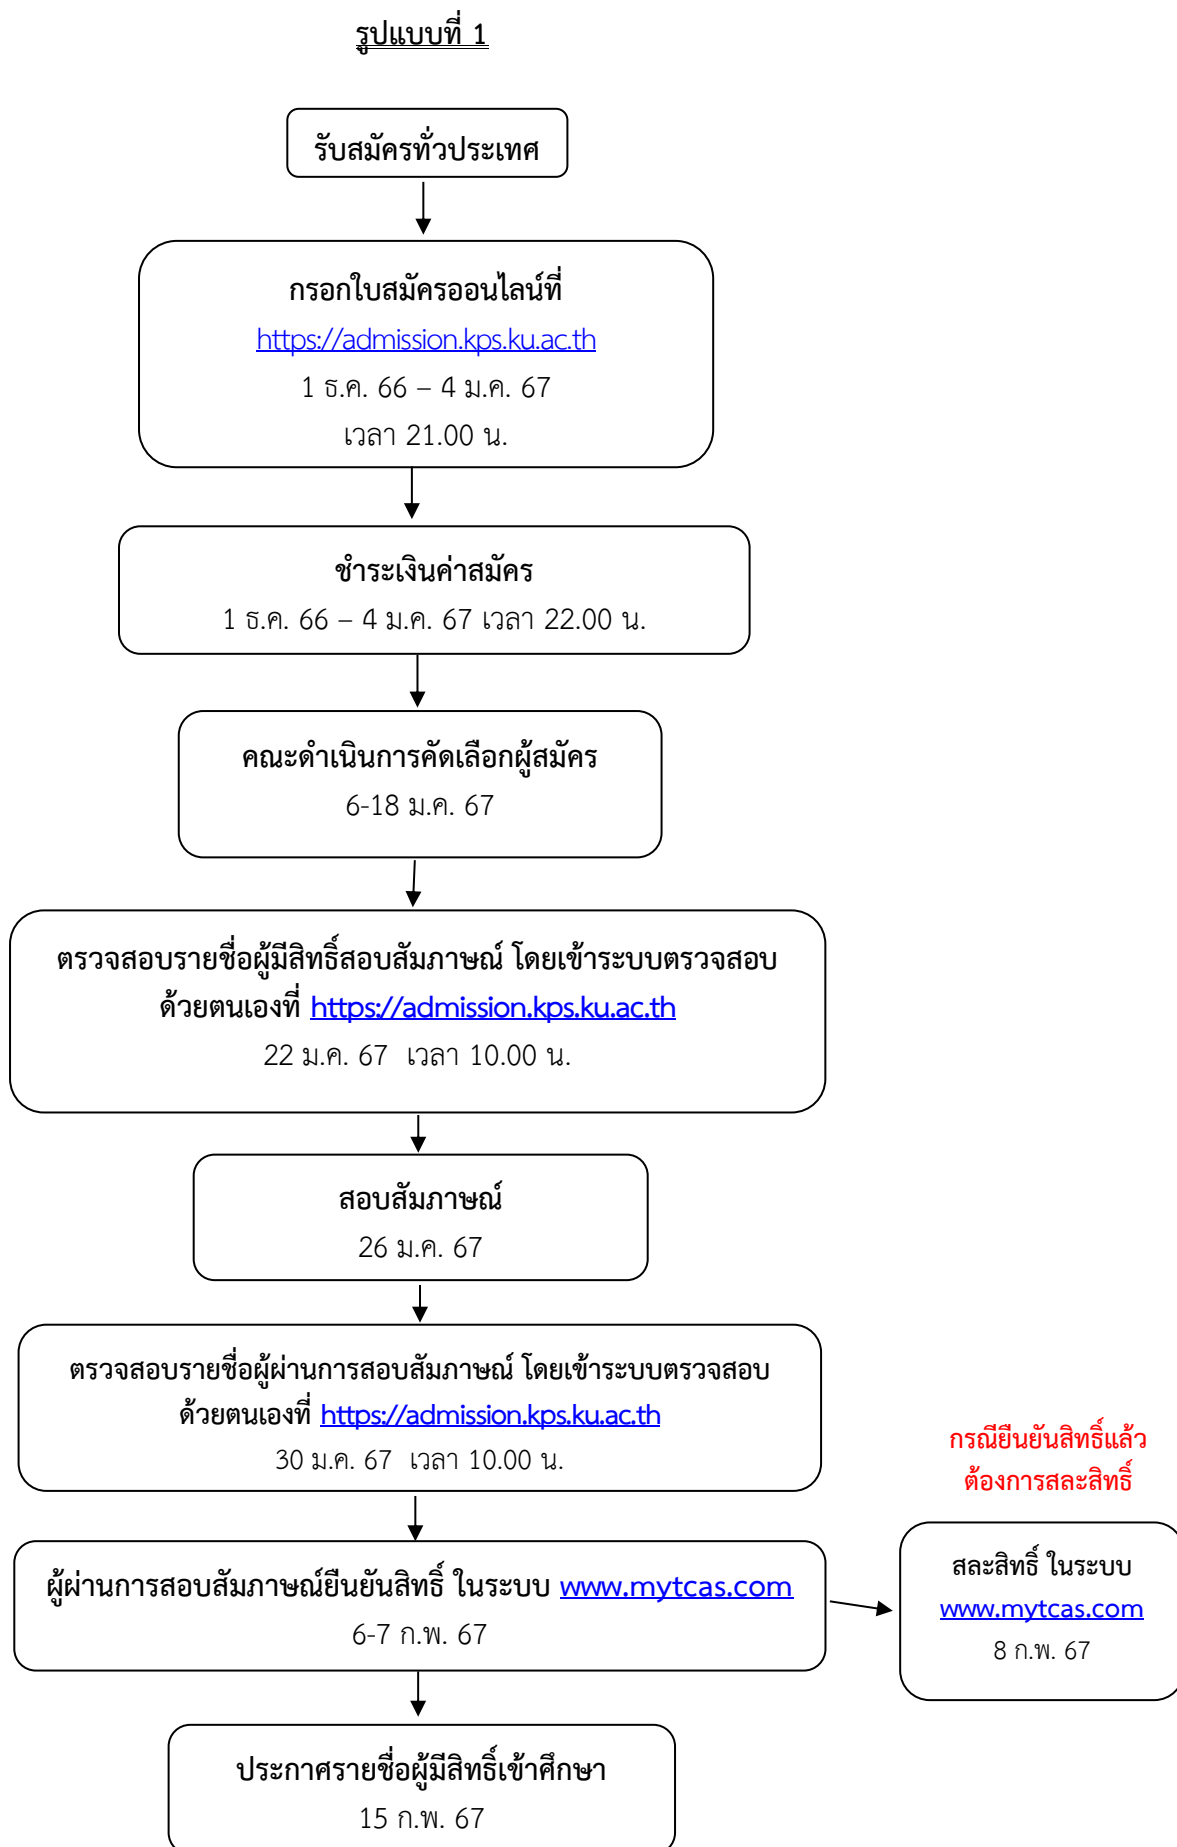 รูปแบบที่ 1
รับสมัครทั่วประเทศ
กรอกใบสมัครออนไลน์ที่
https://admission.kps.ku.ac.th
1 ธ.ค. 66 – 4 ม.ค. 67
เวลา 21.00 น.
ชำระเงินค่าสมัคร
1 ธ.ค. 66 – 4 ม.ค. 67 เวลา 22.00 น.
คณะดำเนินการคัดเลือกผู้สมัคร
6-18 ม.ค. 67
ตรวจสอบรายชื่อผู้มีสิทธิ์สอบสัมภาษณ์ โดยเข้าระบบตรวจสอบ
ด้วยตนเองที่ https://admission.kps.ku.ac.th
22 ม.ค. 67 เวลา 10.00 น.
สอบสัมภาษณ์
26 ม.ค. 67
ตรวจสอบรายชื่อผู้ผ่านการสอบสัมภาษณ์ โดยเข้าระบบตรวจสอบ
ด้วยตนเองที่ https://admission.kps.ku.ac.th
30 ม.ค. 67 เวลา 10.00 น.
ผู้ผ่านการสอบสัมภาษณ์ยืนยันสิทธิ์ ในระบบ www.mytcas.com
6-7 ก.พ. 67
กรณียืนยันสิทธิ์แล้ว
ต้องการสละสิทธิ์
สละสิทธิ์ ในระบบ
www.mytcas.com
8 ก.พ. 67
ประกาศรายชื่อผู้มีสิทธิ์เข้าศึกษา
15 ก.พ. 67